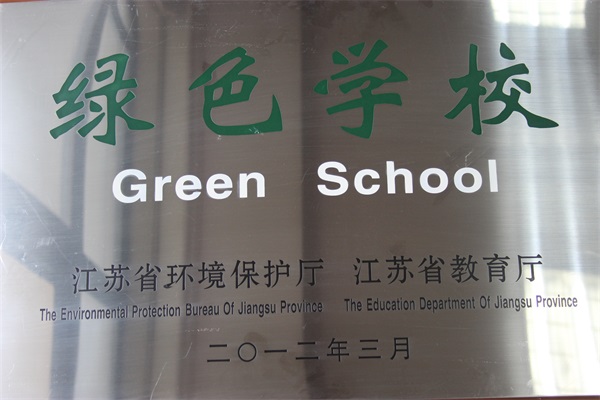 绿色学校
Green School
江苏省环境保护厅 江苏省教育厅
The Environmental Protection Bureau Of Jiangsu Province The Education Department Of Jiangsu Province
二〇一二年三月